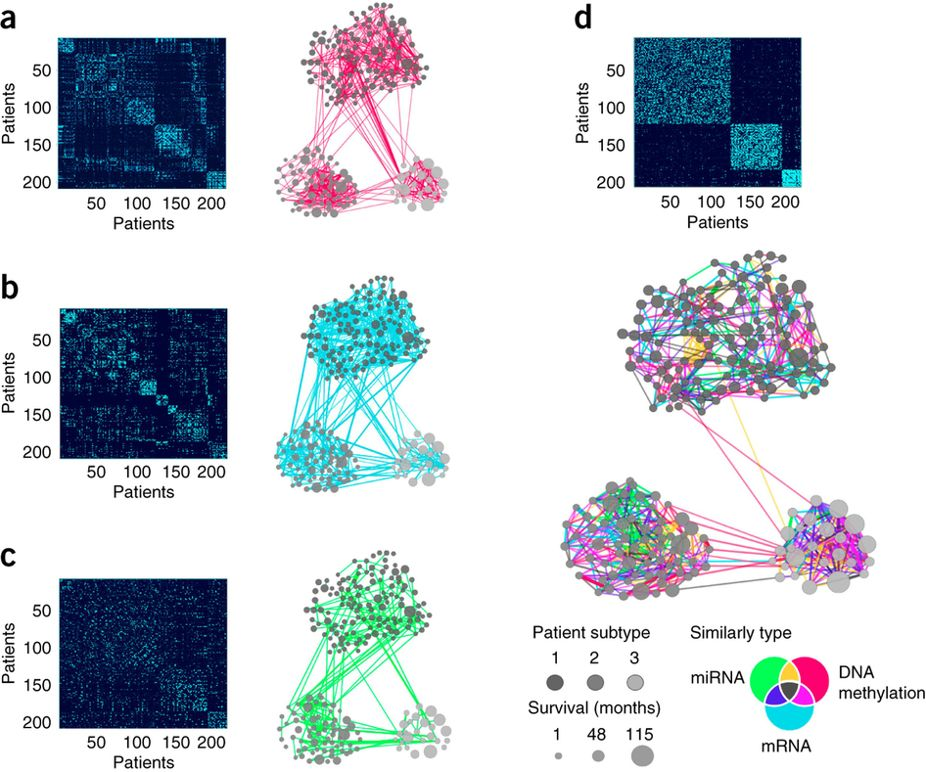 a
Patients
50
100
150
200
50 100 150 200
Patients
b
Patients
50
100
150
200
50 100 150 200
Patients
c
Patients
50
100
150
200
50 100 150 200
Patients
d
Patients
50
100
150
200
50 100 150 200
Patients
Patient subtype
1 2 3
Survival (months)
1 48 115
Similarly type
miRNA
DNA
methylation
mRNA